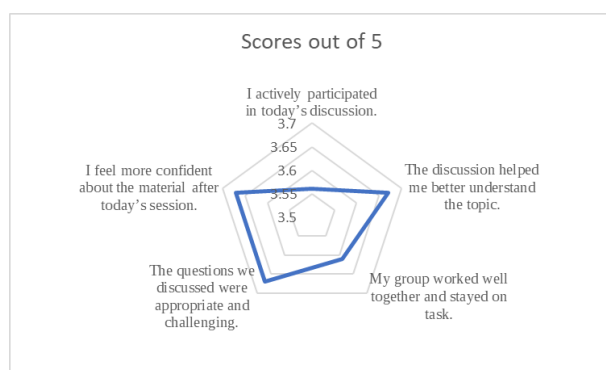 Scores out of 5
I actively participated
in today's discussion.
3.7
3.65
3.6
3.55
3.5
The discussion helped
me better understand
the topic.
My group worked well
together and stayed on
task.
The questions we
discussed were
appropriate and
challenging.
I feel more confident
about the material after
today's session.